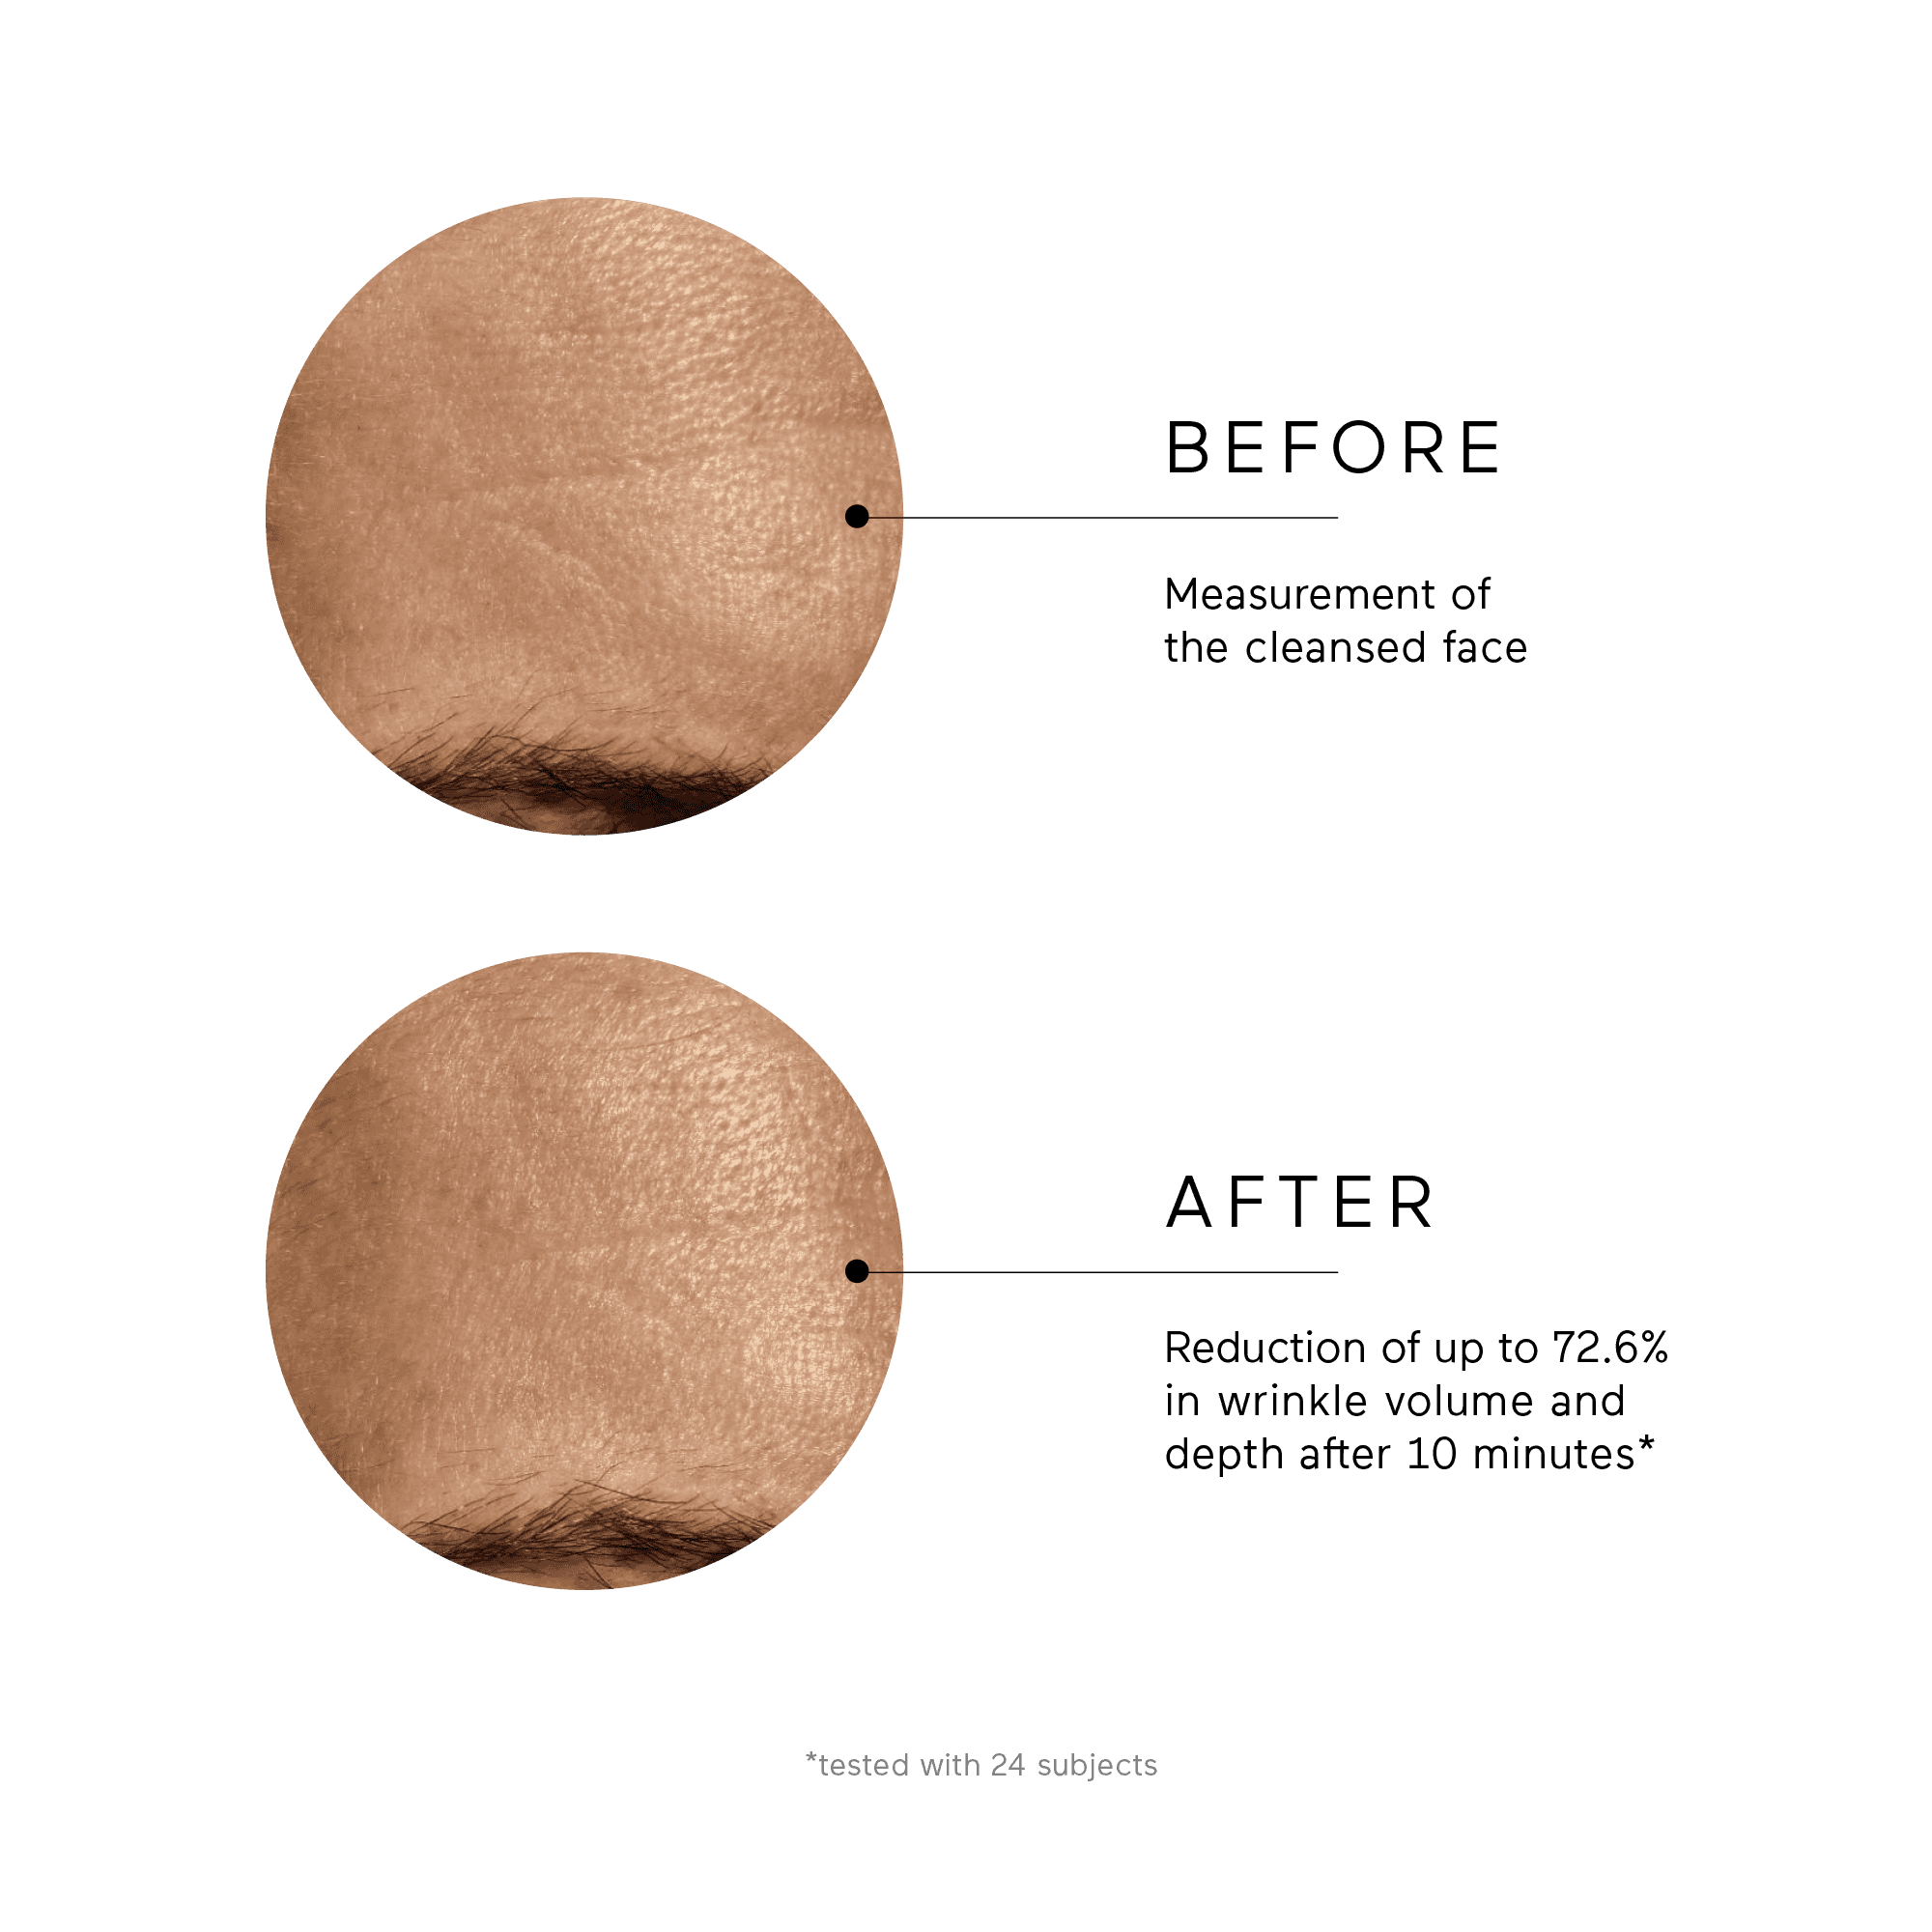 BEFORE
Measurement of
the cleansed face
AFTER
Reduction of up to 72.6%
in wrinkle volume and
depth after 10 minutes*
*tested with 24 subjects